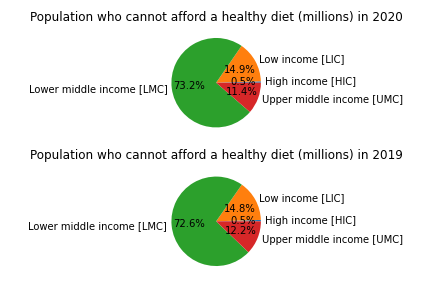 Population who cannot afford a healthy diet (millions) in 2020
Low income [LIC]
14.9%
High income [HIC]
0.5%
Lower middle income [LMC]
73.2%
11.4%
Upper middle income [UMC]
Population who cannot afford a healthy diet (millions) in 2019
Low income [LIC]
14.8%
High income [HIC]
0.5%
Lower middle income [LMC]
72.6%
12.2%
Upper middle income [UMC]